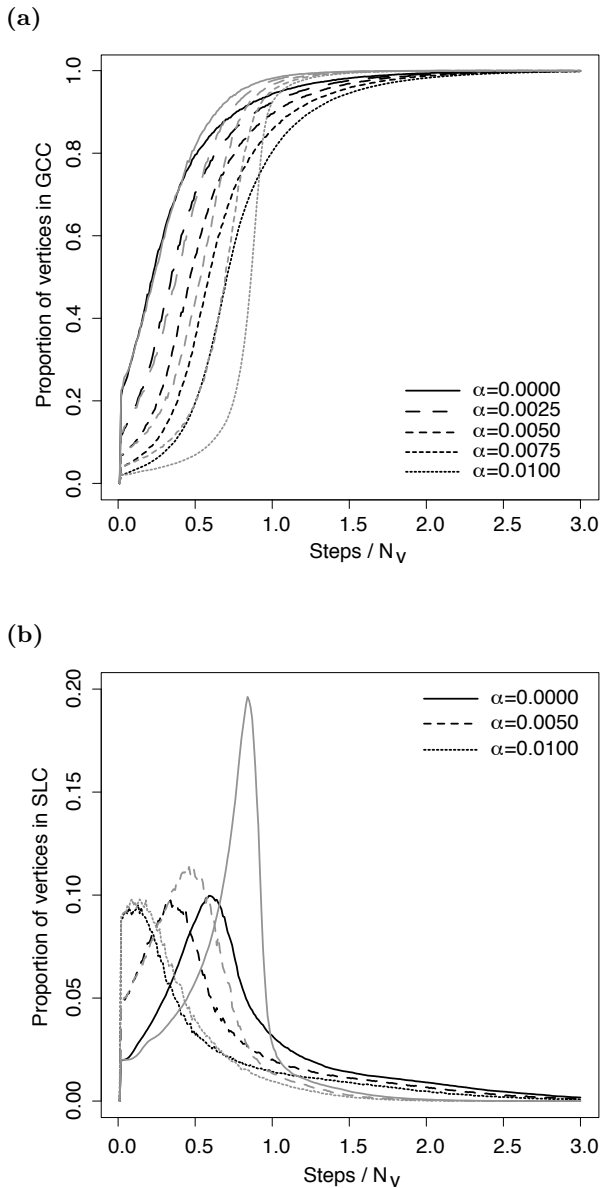 (a)
Proportion of vertices in GCC
1.0
0.8
0.6
0.4
0.2
0.0
α=0.0000
α=0.0025
α=0.0050
α=0.0075
α=0.0100
0.0 0.5 1.0 1.5 2.0 2.5 3.0
Steps / NV
(b)
Proportion of vertices in SLC
0.20
0.15
0.10
0.05
0.00
α=0.0000
α=0.0050
α=0.0100
0.0 0.5 1.0 1.5 2.0 2.5 3.0
Steps / NV